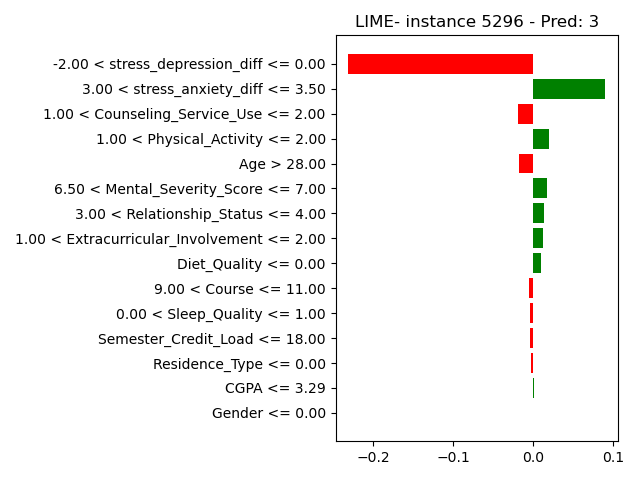 LIME- instance 5296 - Pred: 3
-2.00 < stress_depression_diff <= 0.00
3.00 < stress_anxiety_diff <= 3.50
1.00 < Counseling_Service_Use <= 2.00
1.00 < Physical_Activity <= 2.00
Age > 28.00
6.50 < Mental_Severity_Score <= 7.00
3.00 < Relationship_Status <= 4.00
1.00 < Extracurricular_Involvement <= 2.00
Diet_Quality <= 0.00
9.00 < Course <= 11.00
0.00 < Sleep_Quality <= 1.00
Semester_Credit_Load <= 18.00
Residence_Type <= 0.00
CGPA <= 3.29
Gender <= 0.00
−0.2 −0.1 0.0 0.1